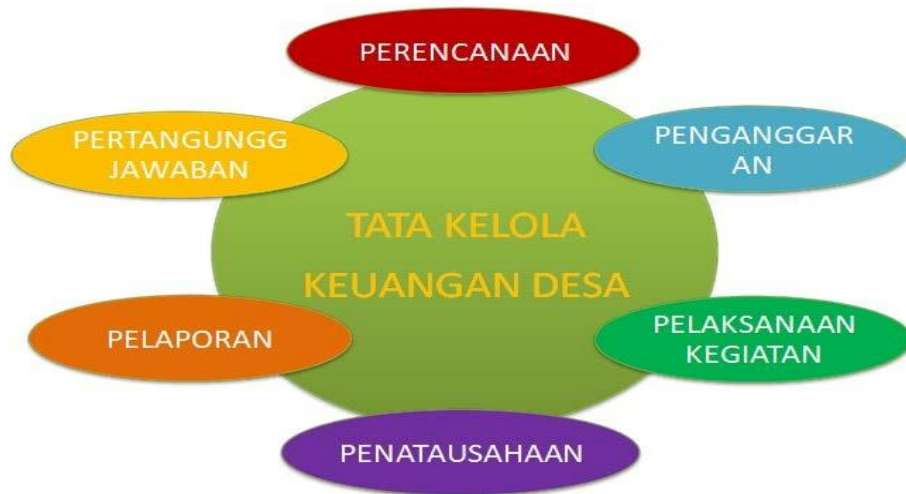 PERENCANAAN
PERTANGUNGG
JAWABAN
PENGANGGAR
AN
TATA KELOLA
KEUANGAN DESA
PELAPORAN
PELAKSANAAN
KEGIATAN
PENATAUSAHAAN